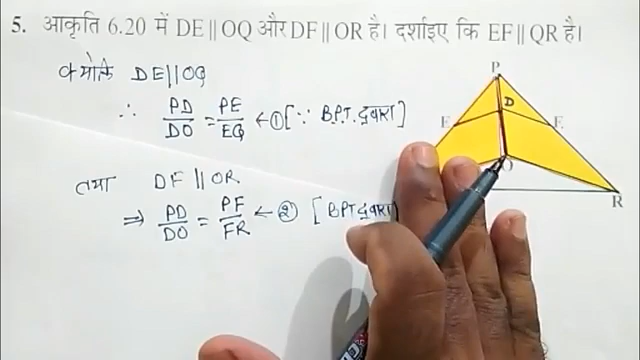 5. आकृति 6.20 में DE || OQ और DF || OR है। दर्शाइए कि EF || QR है।
क्योकि DE || OQ
∴ PD/DO = PE/EQ ← ① [∵ B.P.T. द्वारा]
तथा DF || OR
⇒ PD/DO = PF/FR ← ② [BPT द्वारा]
P
D
E F
O
R